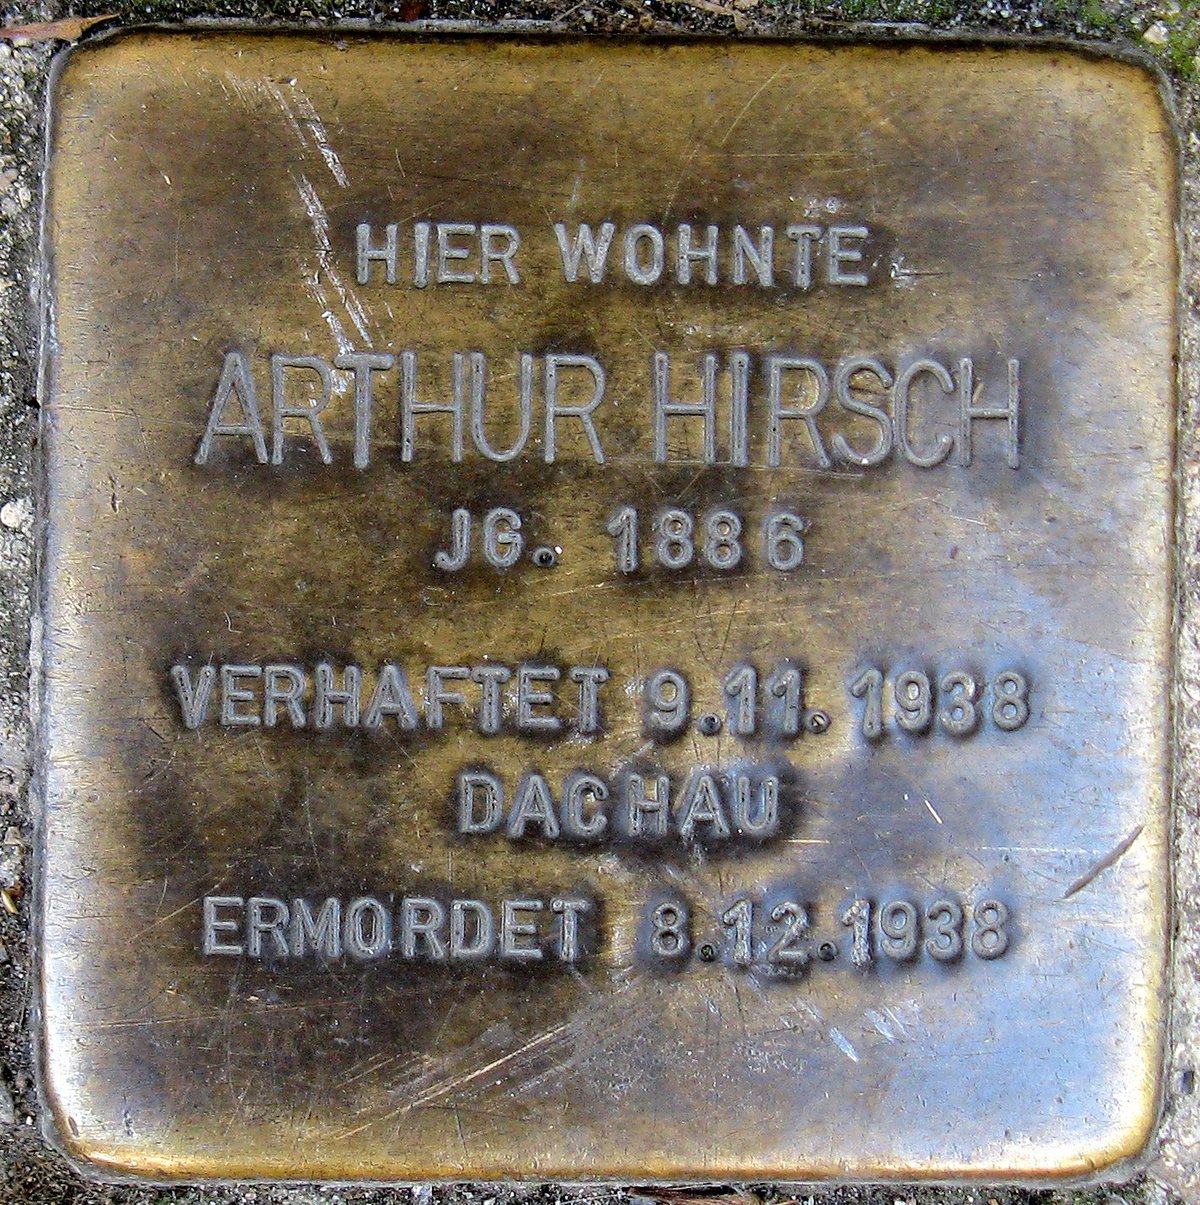 HIER WOHNTE
ARTHUR HIRSCH
JG. 1886
VERHAFTET 9.11.1938
DACHAU
ERMORDET 8.12.1938